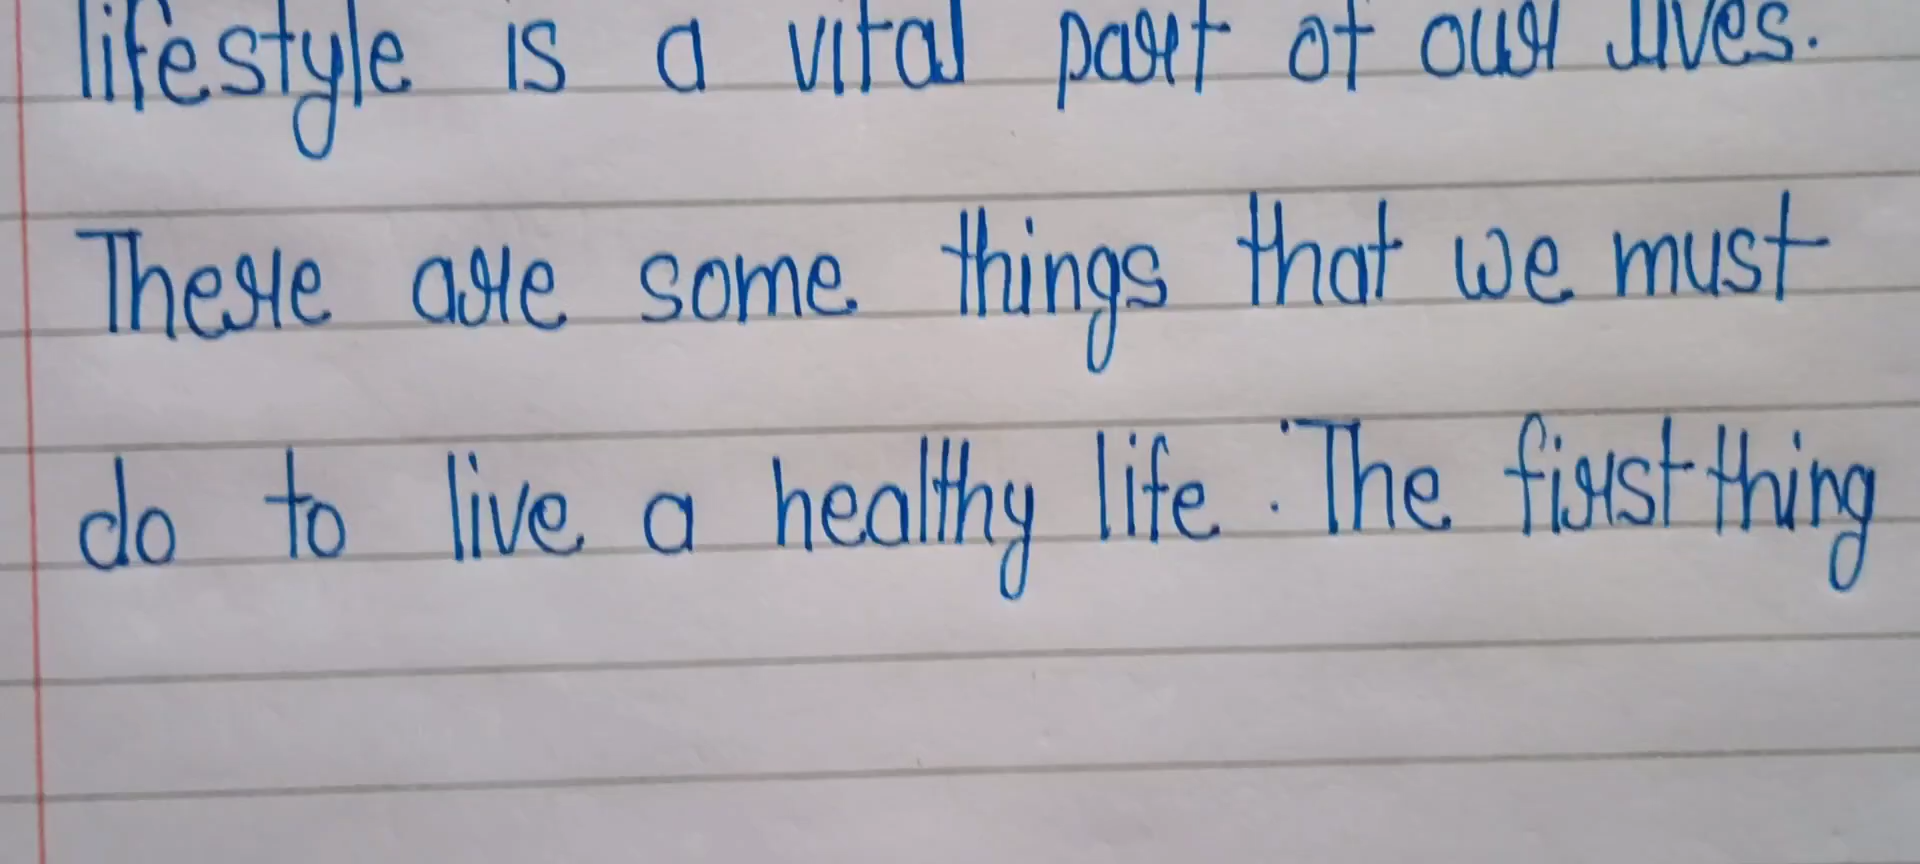 lifestyle is a vital part of our lives.
There are some things that we must
do to live a healthy life. The first thing